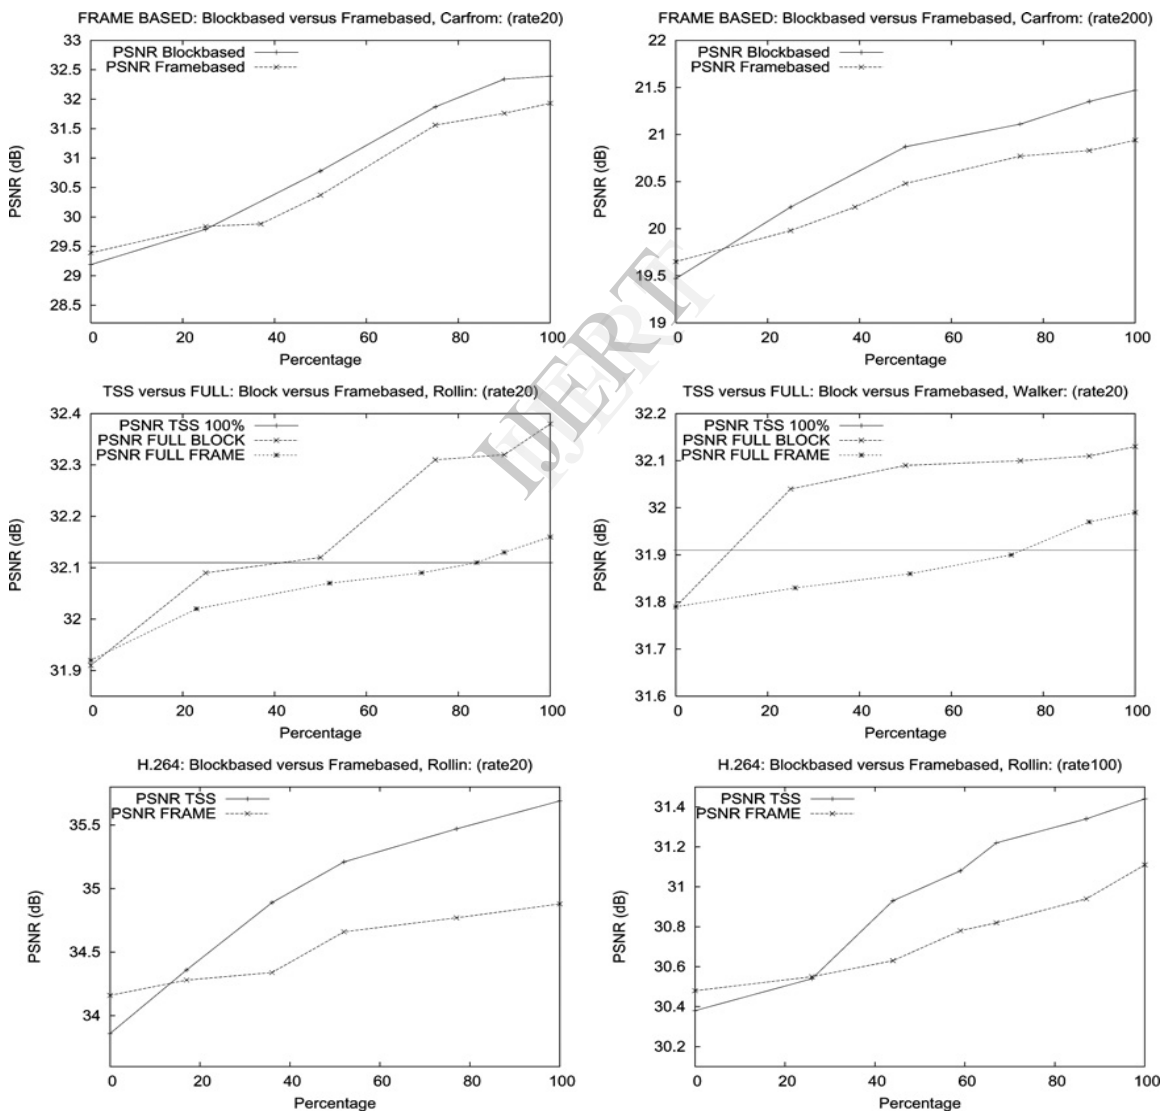 FRAME BASED: Blockbased versus Framebased, Carfrom: (rate20)
33
32.5
32
31.5
31
30.5
30
29.5
29
28.5
PSNR (dB)
PSNR Blockbased
PSNR Framebased
0 20 40 60 80 100
Percentage
FRAME BASED: Blockbased versus Framebased, Carfrom: (rate200)
22
21.5
21
20.5
20
19.5
19
PSNR (dB)
PSNR Blockbased
PSNR Framebased
0 20 40 60 80 100
Percentage
IJERT
TSS versus FULL: Block versus Framebased, Rollin: (rate20)
32.4
32.3
32.2
32.1
32
31.9
PSNR (dB)
PSNR TSS 100%
PSNR FULL BLOCK
PSNR FULL FRAME
0 20 40 60 80 100
Percentage
TSS versus FULL: Block versus Framebased, Walker: (rate20)
32.2
32.1
32
31.9
31.8
31.7
31.6
PSNR (dB)
PSNR TSS 100%
PSNR FULL BLOCK
PSNR FULL FRAME
0 20 40 60 80 100
Percentage
H.264: Blockbased versus Framebased, Rollin: (rate20)
35.5
35
34.5
34
PSNR (dB)
PSNR TSS
PSNR FRAME
0 20 40 60 80 100
Percentage
H.264: Blockbased versus Framebased, Rollin: (rate100)
31.4
31.2
31
30.8
30.6
30.4
30.2
PSNR (dB)
PSNR TSS
PSNR FRAME
0 20 40 60 80 100
Percentage